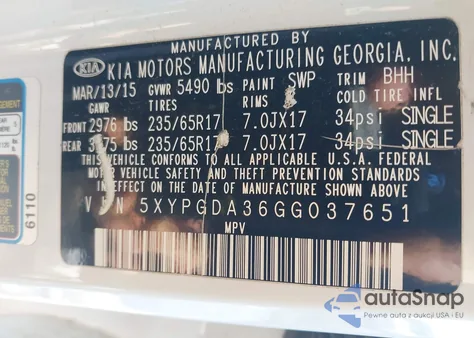 MANUFACTURED BY
KIA KIA MOTORS MANUFACTURING GEORGIA, INC.
MAR/13/15 GVWR 5490 lbs PAINT SWP TRIM BHH
GAWR TIRES RIMS COLD TIRE INFL
FRONT 2976 lbs 235/65R17 7.0JX17 34psi SINGLE
REAR lbs 235/65R17 7.0JX17 34psi SINGLE
THIS VEHICLE CONFORMS TO ALL APPLICABLE U.S.A. FEDERAL
MOTOR VEHICLE SAFETY AND THEFT PREVENTION STANDARDS
IN EFFECT ON THE DATE OF MANUFACTURE SHOWN ABOVE.
VIN 5XYPGDA36GG037651
MPV
6110
autoSnap
Pewne auta z aukcji USA - EU